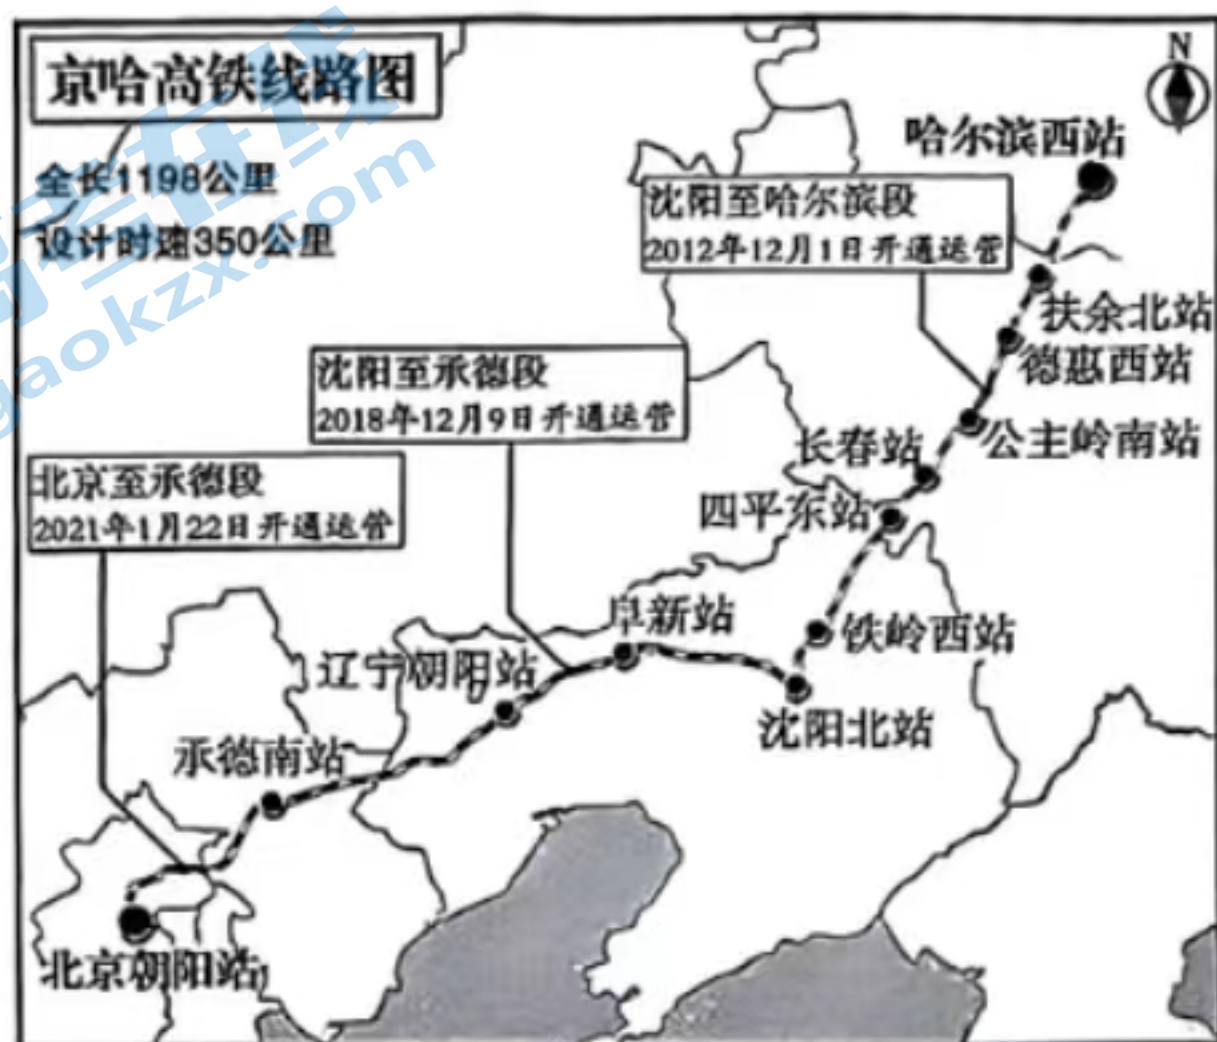 京哈高铁线路图
全长1198公里
设计时速350公里
N
哈尔滨西站
沈阳至哈尔滨段
2012年12月1日开通运营
扶余北站
德惠西站
沈阳至承德段
2018年12月9日开通运营
公主岭南站
长春站
北京至承德段
2021年1月22日开通运营
四平东站
阜新站
铁岭西站
辽宁朝阳站
沈阳北站
承德南站
北京朝阳站
高考在线
gaokzx.com